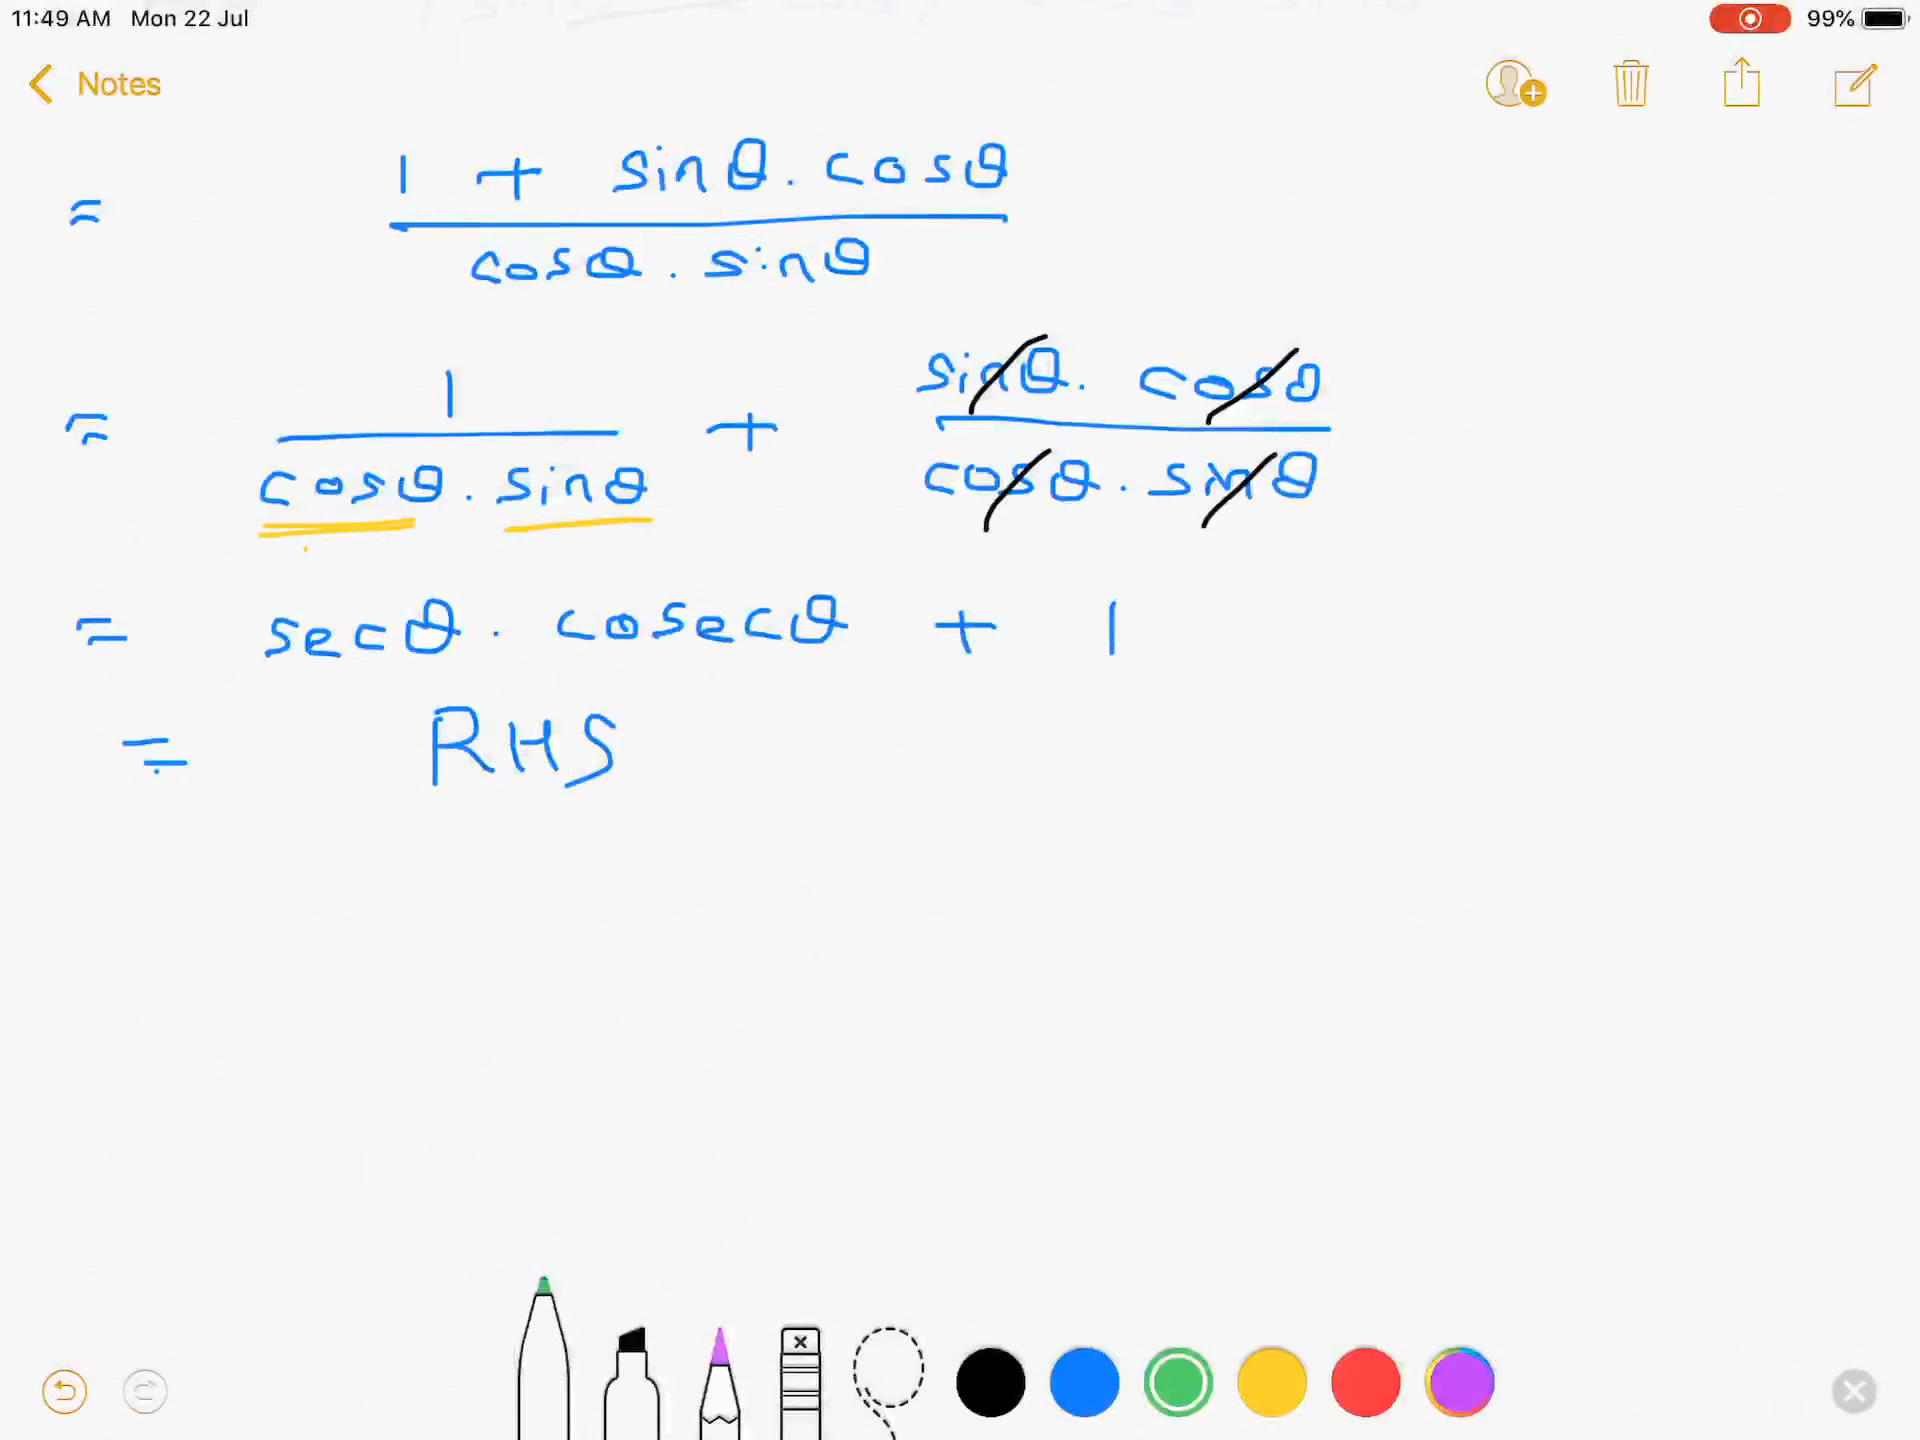 11:49 AM Mon 22 Jul 99%
Notes
= 1 + sinθ . cosθ
cosθ . sinθ
= 1 + sinθ . cosθ
cosθ . sinθ cosθ . sinθ
= secθ . cosecθ + 1
= RHS